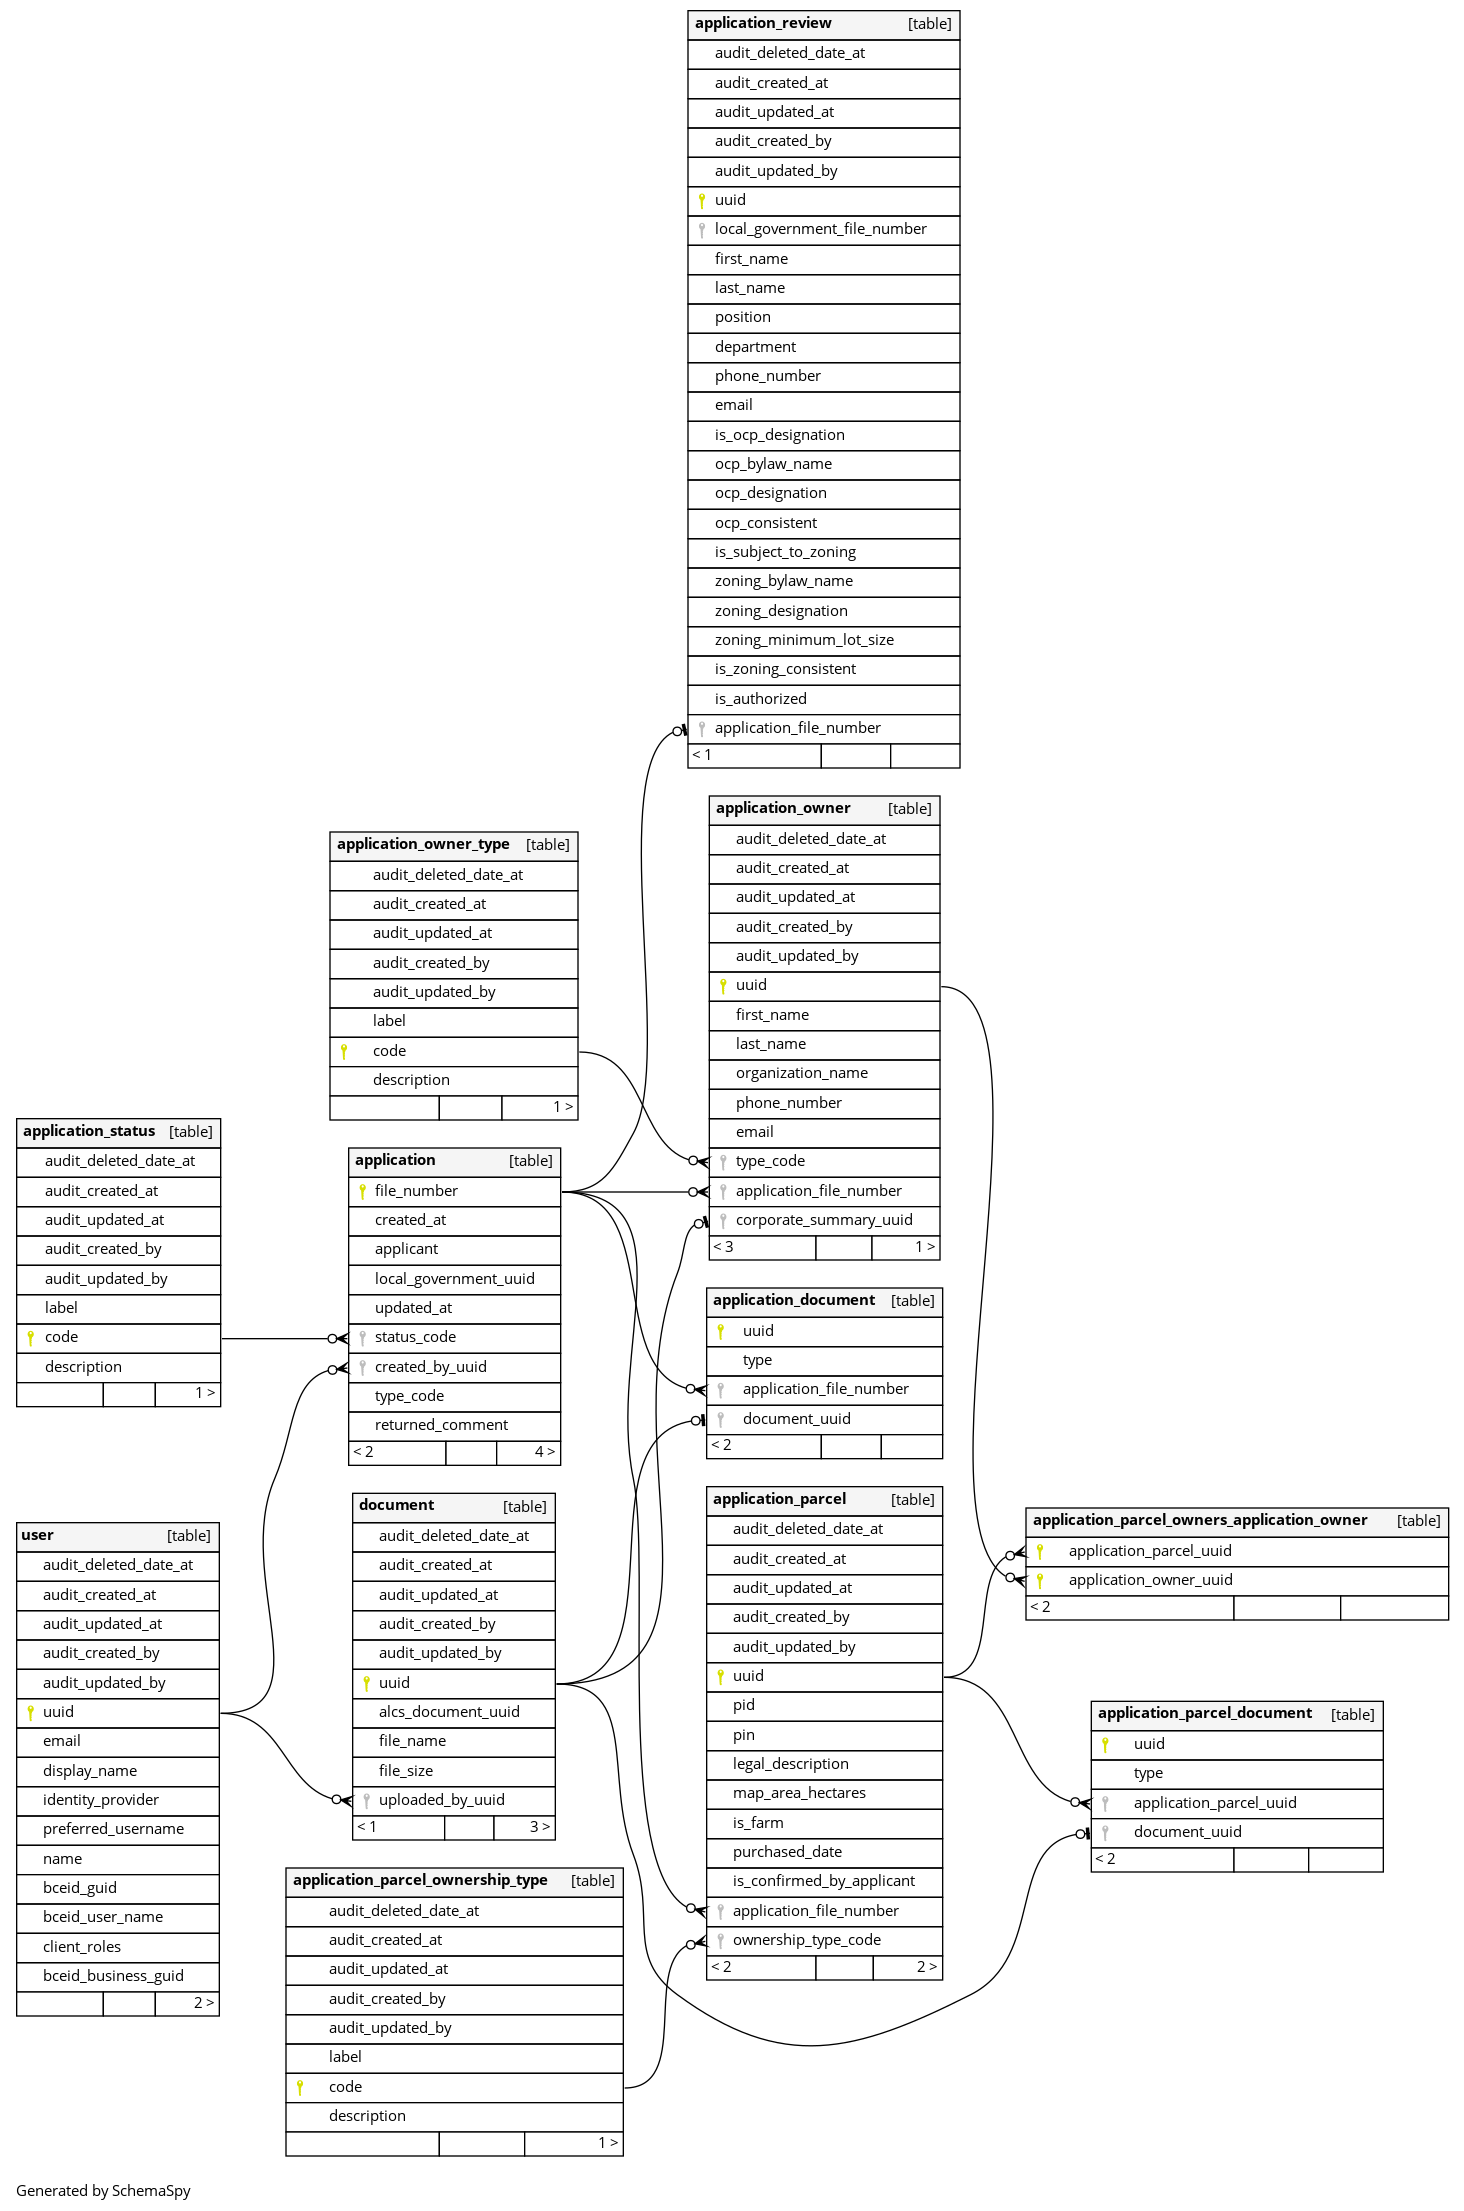 application_review [table]
audit_deleted_date_at
audit_created_at
audit_updated_at
audit_created_by
audit_updated_by
uuid
local_government_file_number
first_name
last_name
position
department
phone_number
email
is_ocp_designation
ocp_bylaw_name
ocp_designation
ocp_consistent
is_subject_to_zoning
zoning_bylaw_name
zoning_designation
zoning_minimum_lot_size
is_zoning_consistent
is_authorized
application_file_number
< 1
application_owner [table]
audit_deleted_date_at
audit_created_at
audit_updated_at
audit_created_by
audit_updated_by
uuid
first_name
last_name
organization_name
phone_number
email
type_code
application_file_number
corporate_summary_uuid
< 3 1 >
application_owner_type [table]
audit_deleted_date_at
audit_created_at
audit_updated_at
audit_created_by
audit_updated_by
label
code
description
1 >
application_status [table]
audit_deleted_date_at
audit_created_at
audit_updated_at
audit_created_by
audit_updated_by
label
code
description
1 >
application [table]
file_number
created_at
applicant
local_government_uuid
updated_at
status_code
created_by_uuid
type_code
returned_comment
< 2 4 >
application_document [table]
uuid
type
application_file_number
document_uuid
< 2
document [table]
audit_deleted_date_at
audit_created_at
audit_updated_at
audit_created_by
audit_updated_by
uuid
alcs_document_uuid
file_name
file_size
uploaded_by_uuid
< 1 3 >
application_parcel [table]
audit_deleted_date_at
audit_created_at
audit_updated_at
audit_created_by
audit_updated_by
uuid
pid
pin
legal_description
map_area_hectares
is_farm
purchased_date
is_confirmed_by_applicant
application_file_number
ownership_type_code
< 2 2 >
application_parcel_owners_application_owner [table]
application_parcel_uuid
application_owner_uuid
< 2
user [table]
audit_deleted_date_at
audit_created_at
audit_updated_at
audit_created_by
audit_updated_by
uuid
email
display_name
identity_provider
preferred_username
name
bceid_guid
bceid_user_name
client_roles
bceid_business_guid
2 >
application_parcel_document [table]
uuid
type
application_parcel_uuid
document_uuid
< 2
application_parcel_ownership_type [table]
audit_deleted_date_at
audit_created_at
audit_updated_at
audit_created_by
audit_updated_by
label
code
description
1 >
Generated by SchemaSpy